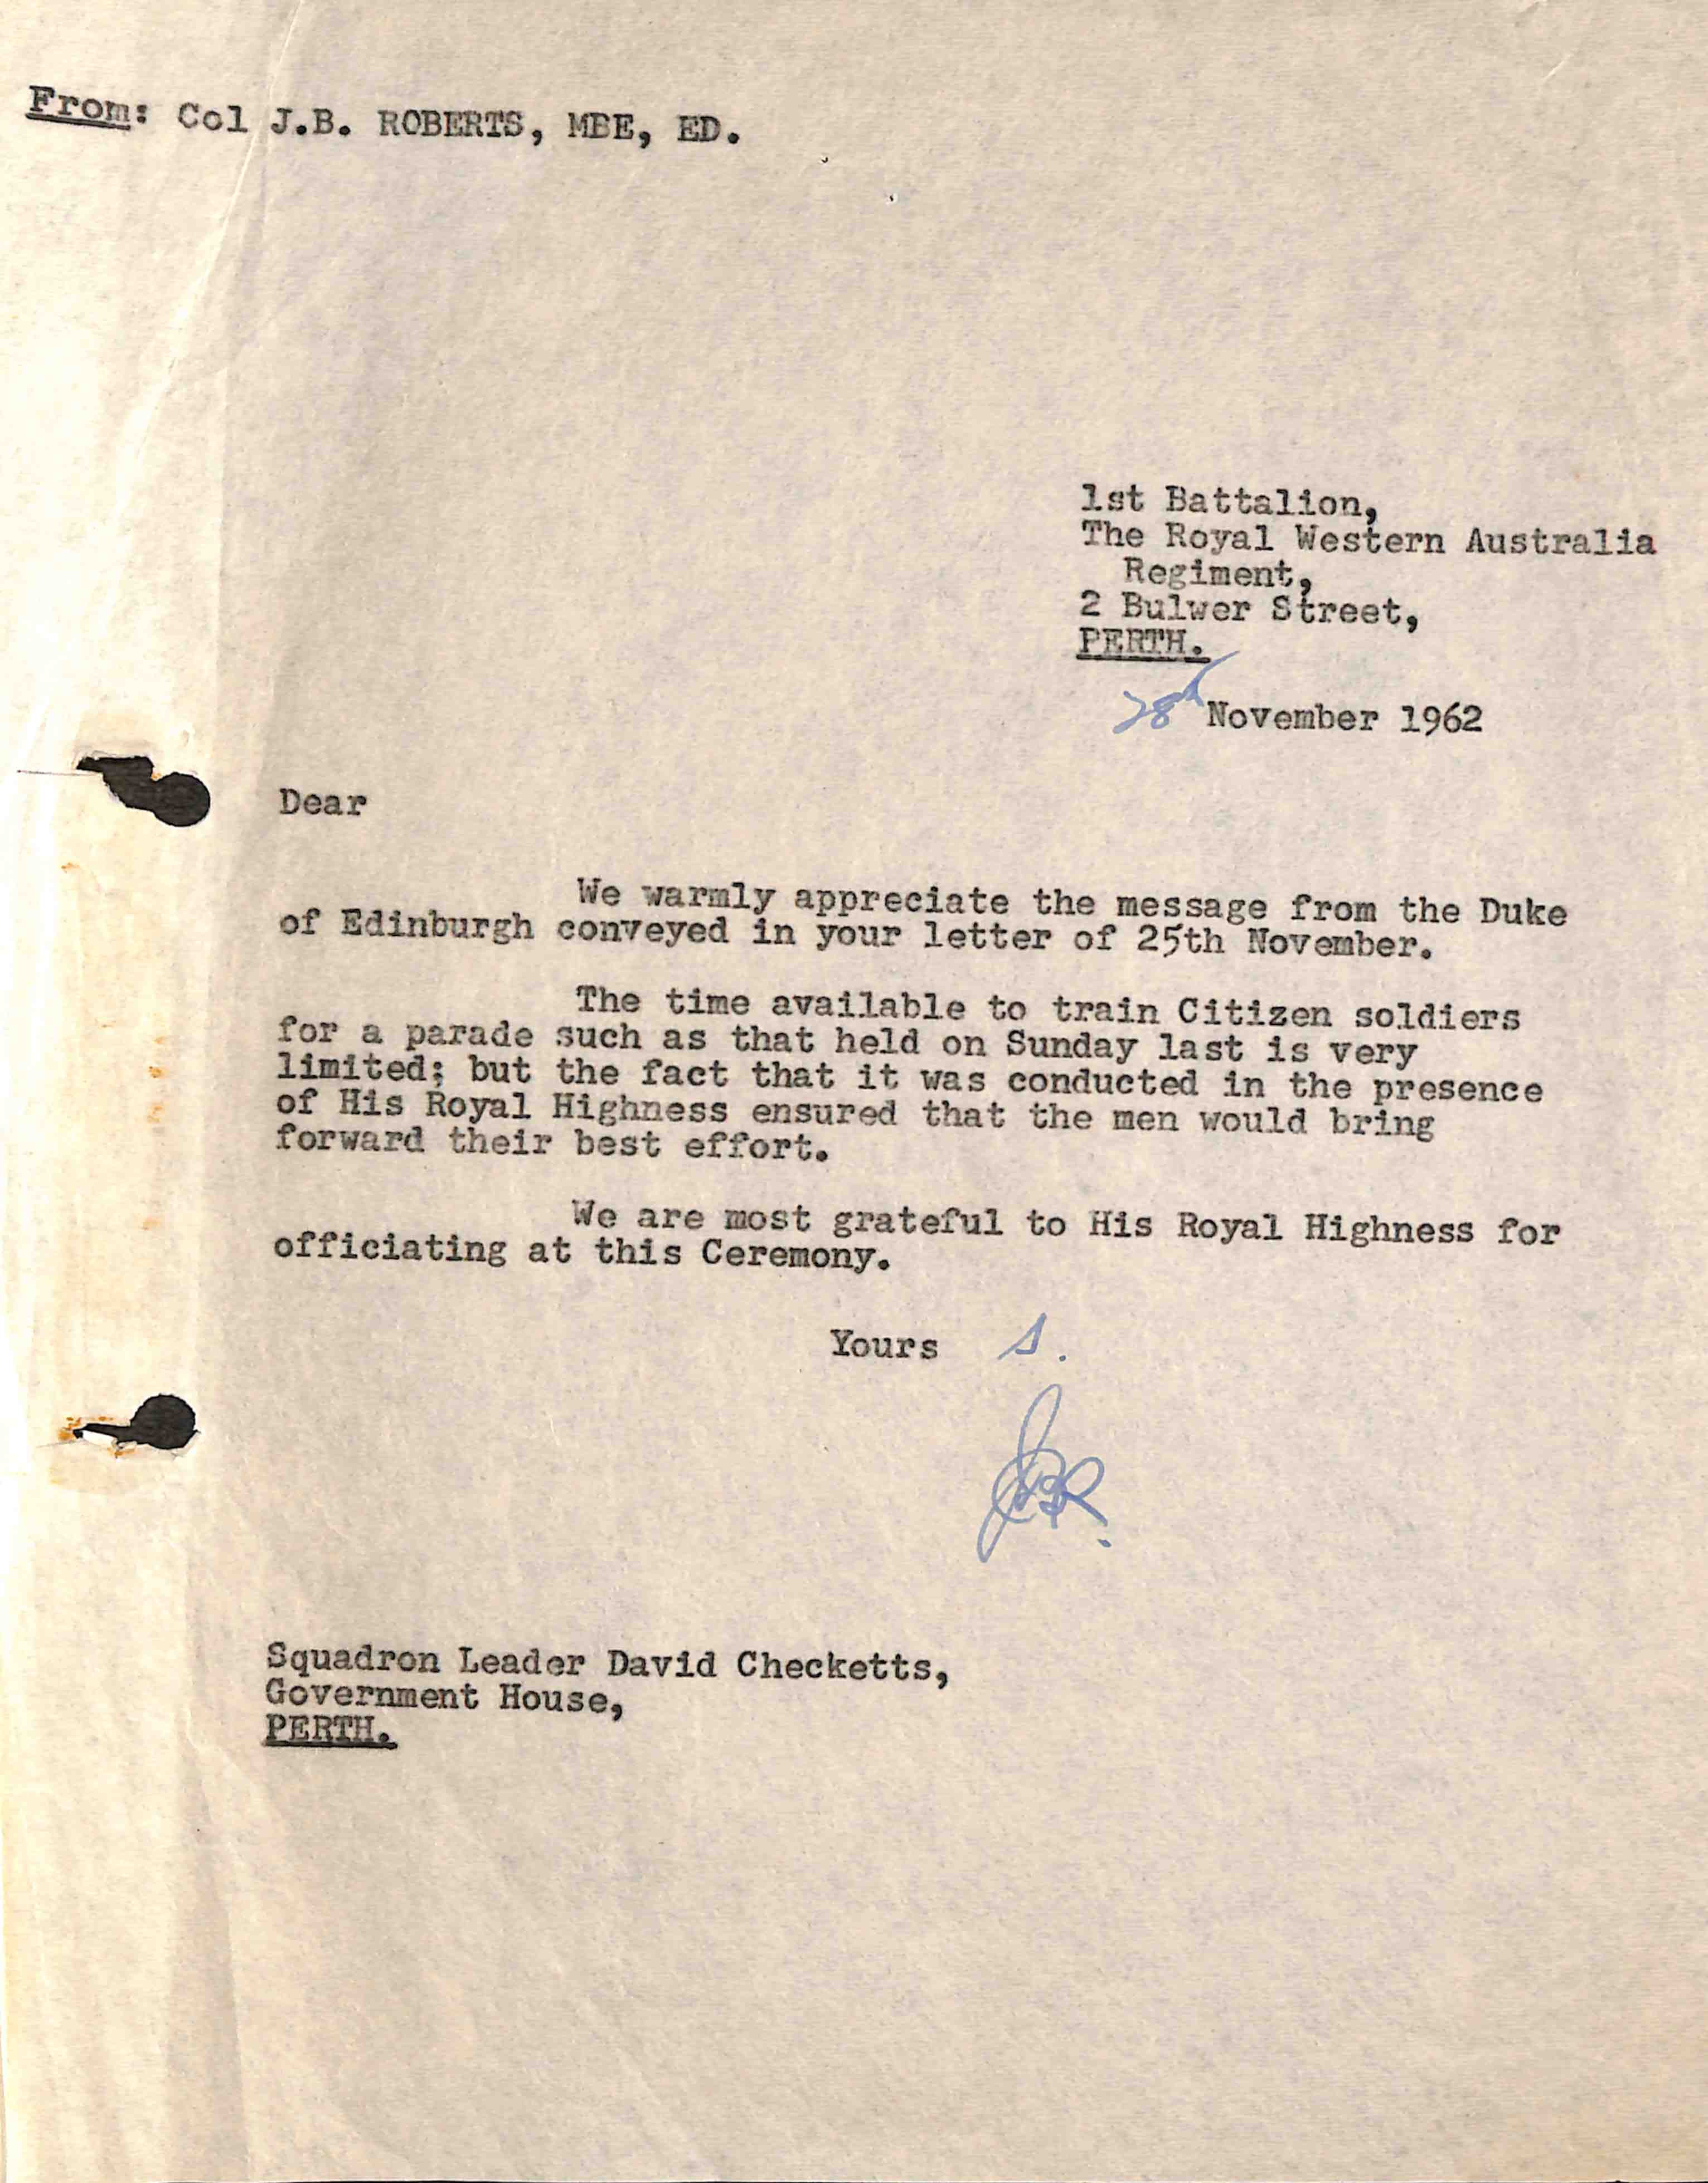 From: Col J.B. ROBERTS, MBE, ED.
1st Battalion,
The Royal Western Australia
Regiment,
2 Bulwer Street,
PERTH.
28th November 1962
Dear
We warmly appreciate the message from the Duke
of Edinburgh conveyed in your letter of 25th November.
The time available to train Citizen soldiers
for a parade such as that held on Sunday last is very
limited; but the fact that it was conducted in the presence
of His Royal Highness ensured that the men would bring
forward their best effort.
We are most grateful to His Royal Highness for
officiating at this Ceremony.
Yours s.
JBR.
Squadron Leader David Checketts,
Government House,
PERTH.